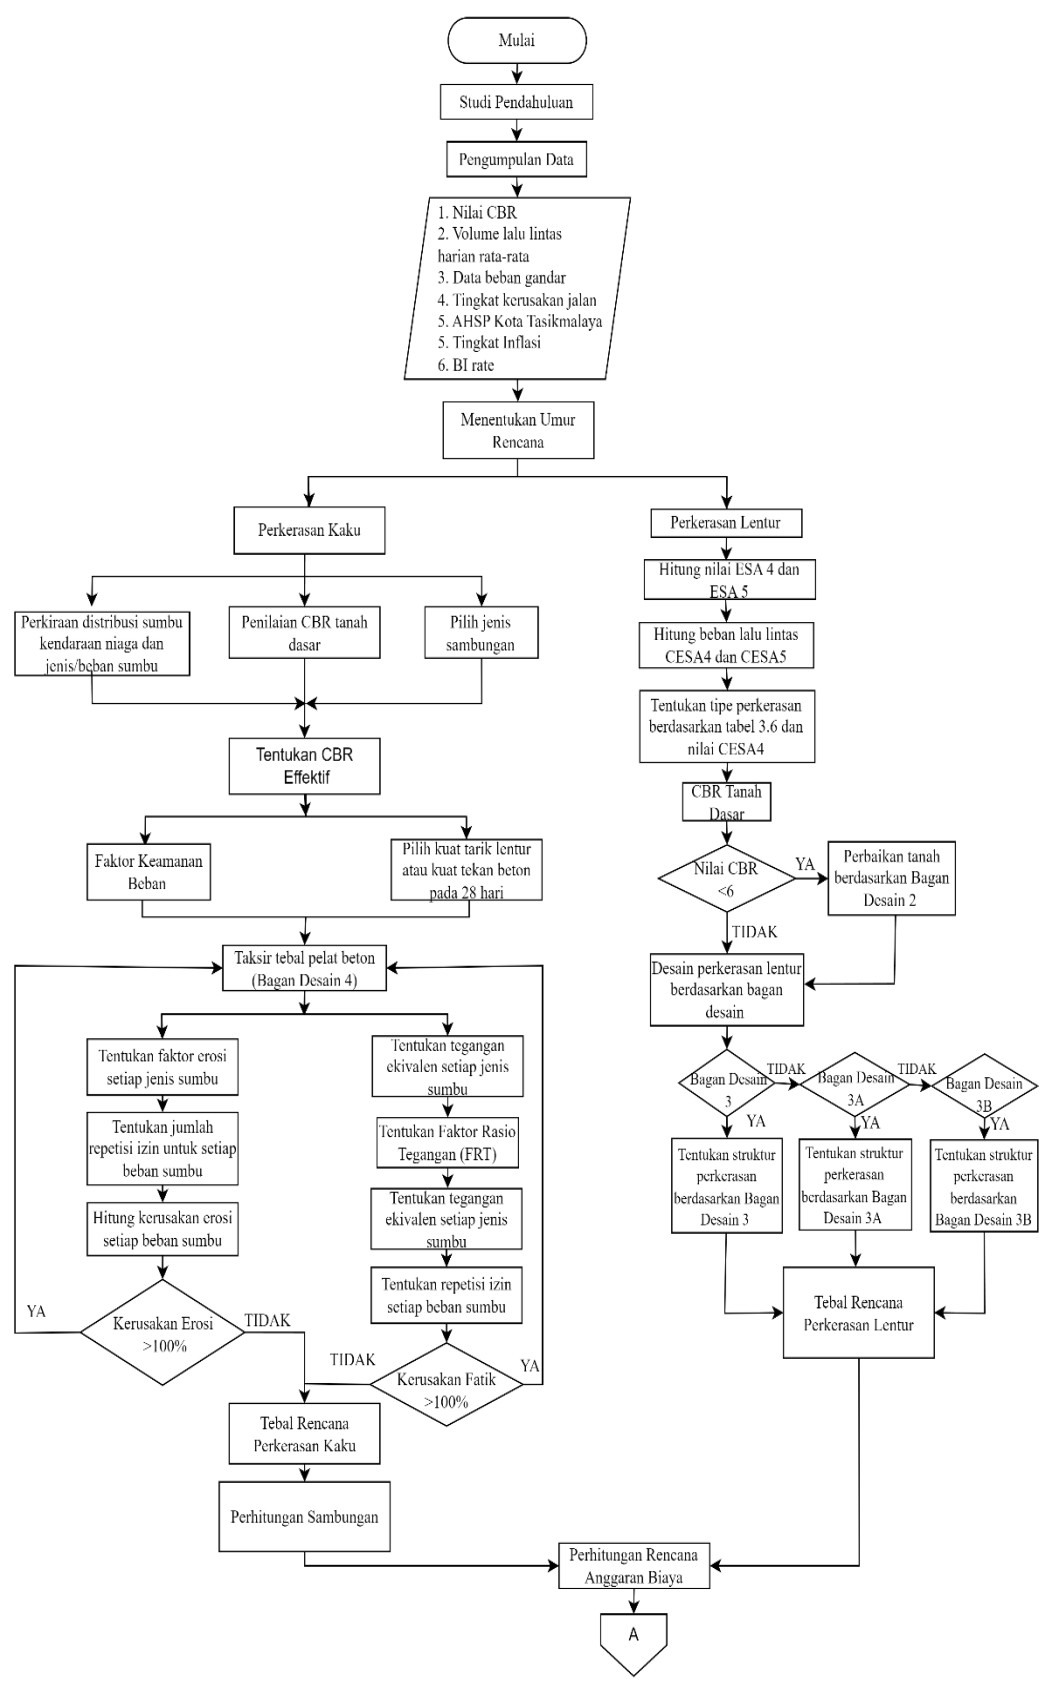 Mulai
Studi Pendahuluan
Pengumpulan Data
1. Nilai CBR
2. Volume lalu lintas
harian rata-rata
3. Data beban gandar
4. Tingkat kerusakan jalan
5. AHSP Kota Tasikmalaya
5. Tingkat Inflasi
6. BI rate
Menentukan Umur
Rencana
Perkerasan Kaku
Perkiraan distribusi sumbu
kendaraan niaga dan
jenis/beban sumbu
Penilaian CBR tanah
dasar
Pilih jenis
sambungan
Tentukan CBR
Effektif
Faktor Keamanan
Beban
Pilih kuat tarik lentur
atau kuat tekan beton
pada 28 hari
Taksir tebal pelat beton
(Bagan Desain 4)
Tentukan faktor erosi
setiap jenis sumbu
Tentukan jumlah
repetisi izin untuk setiap
beban sumbu
Hitung kerusakan erosi
setiap beban sumbu
Kerusakan Erosi
>100%
YA
TIDAK
Tentukan tegangan
ekivalen setiap jenis
sumbu
Tentukan Faktor Rasio
Tegangan (FRT)
Tentukan tegangan
ekivalen setiap jenis
sumbu
Tentukan repetisi izin
setiap beban sumbu
Kerusakan Fatik
>100%
TIDAK
YA
Tebal Rencana
Perkerasan Kaku
Perhitungan Sambungan
Perkerasan Lentur
Hitung nilai ESA 4 dan
ESA 5
Hitung beban lalu lintas
CESA4 dan CESA5
Tentukan tipe perkerasan
berdasarkan tabel 3.6 dan
nilai CESA4
CBR Tanah
Dasar
Nilai CBR
<6
YA
Perbaikan tanah
berdasarkan Bagan
Desain 2
TIDAK
Desain perkerasan lentur
berdasarkan bagan
desain
Bagan Desain
3
TIDAK
Bagan Desain
3A
TIDAK
Bagan Desain
3B
YA
YA
YA
Tentukan struktur
perkerasan
berdasarkan Bagan
Desain 3
Tentukan struktur
perkerasan
berdasarkan Bagan
Desain 3A
Tentukan struktur
perkerasan
berdasarkan
Bagan Desain 3B
Tebal Rencana
Perkerasan Lentur
Perhitungan Rencana
Anggaran Biaya
A